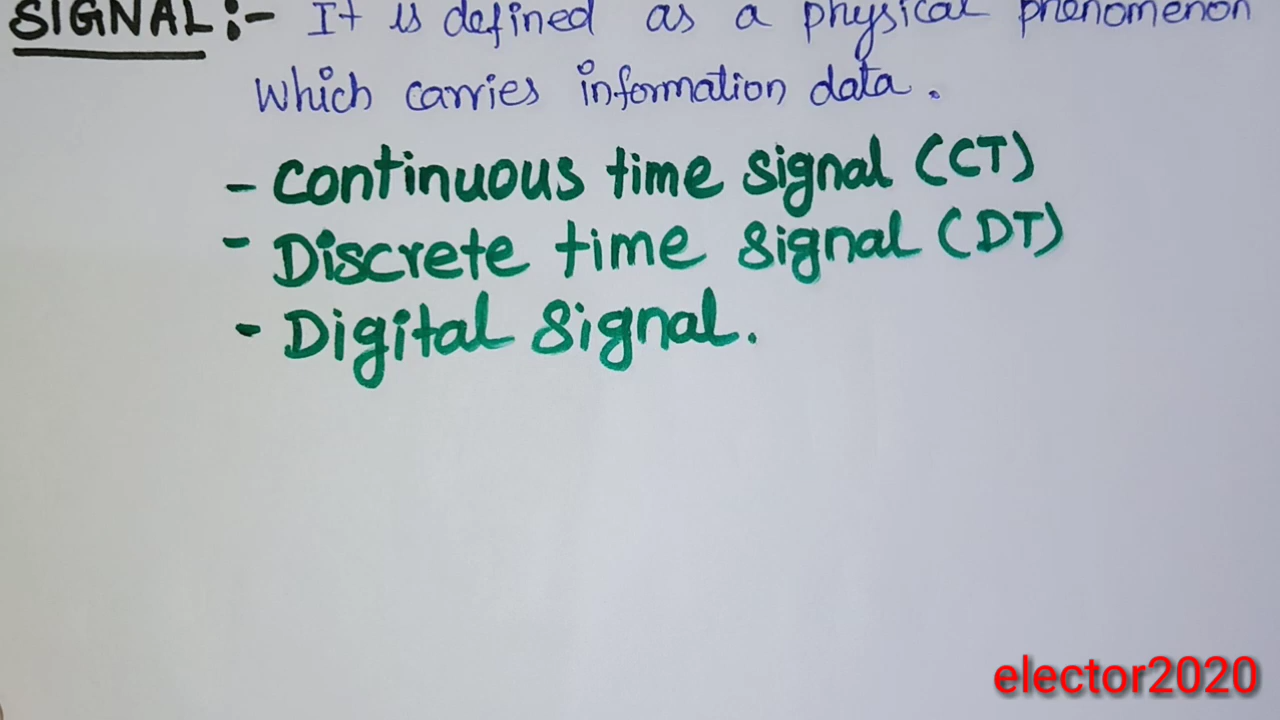 SIGNAL :- It is defined as a physical phenomenon
which carries information data.
- Continuous time signal (CT)
- Discrete time signal (DT)
- Digital signal.
elector2020